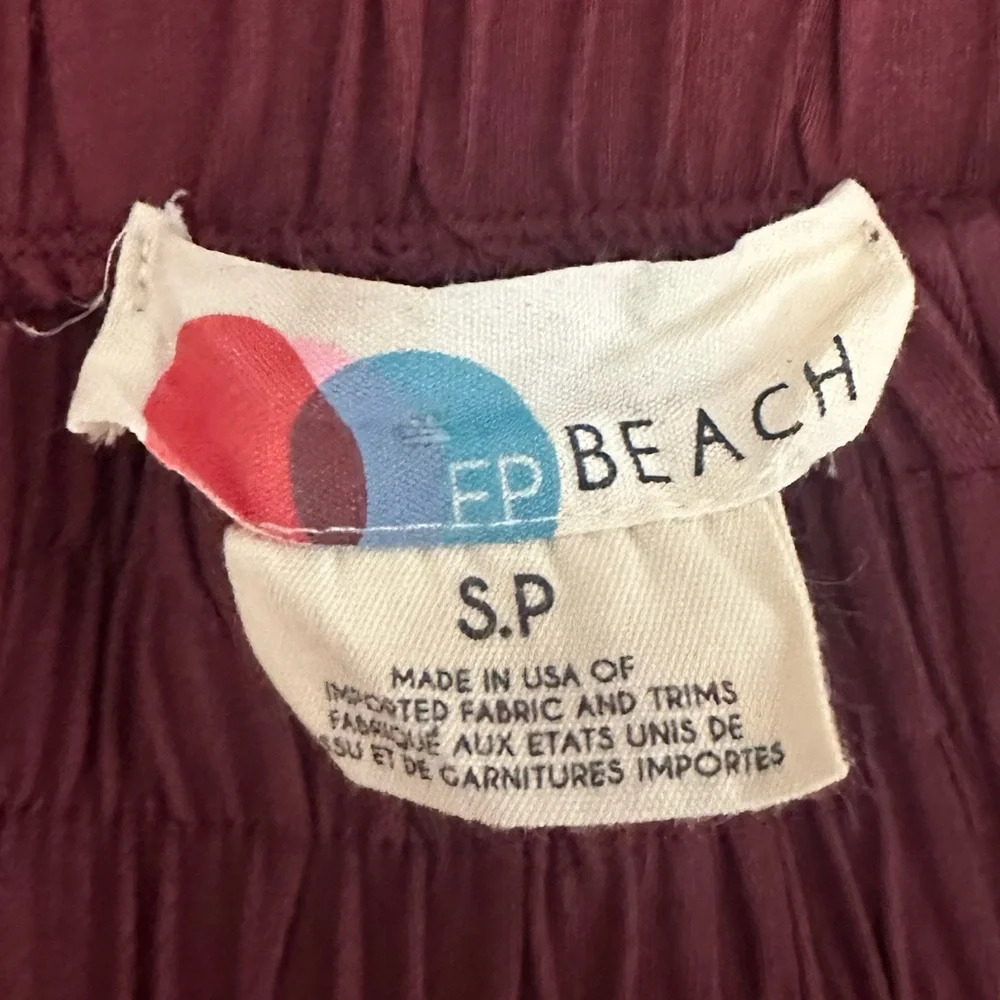 FP BEACH
S.P
MADE IN USA OF
IMPORTED FABRIC AND TRIMS
FABRIQUÉ AUX ETATS UNIS DE
SSU ET DE GARNITURES IMPORTES